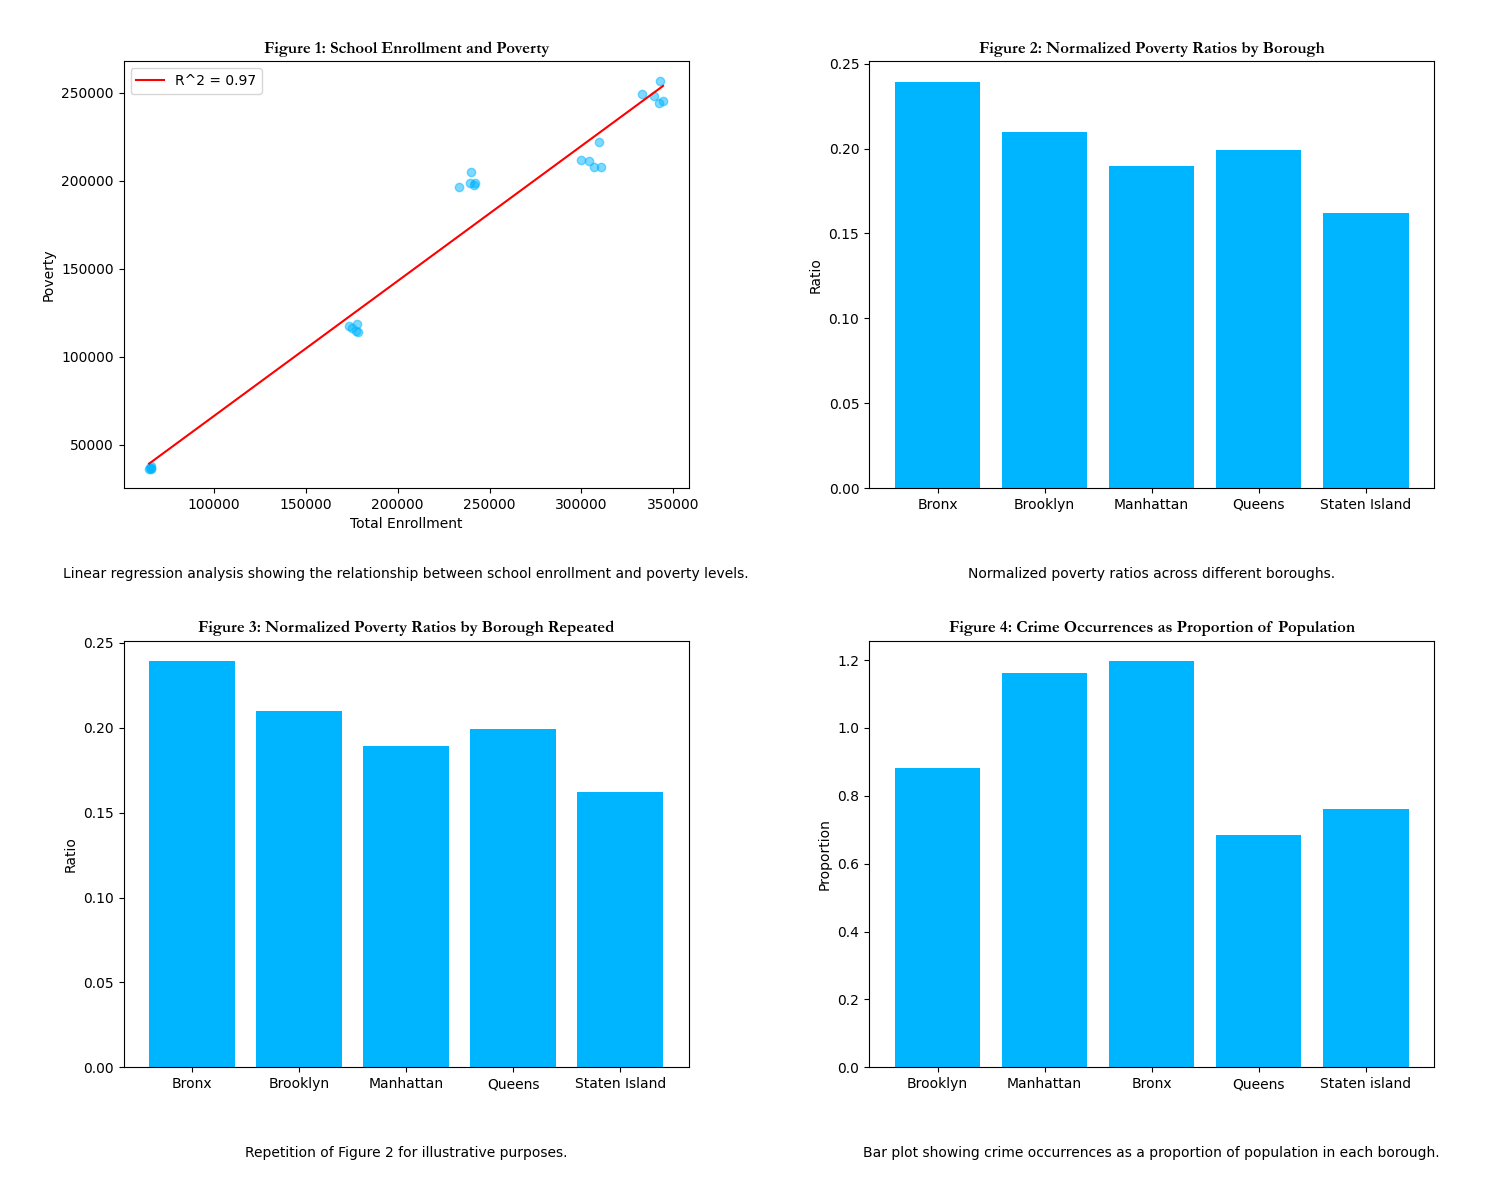 Figure 1: School Enrollment and Poverty
R^2 = 0.97
250000
200000
150000
100000
50000
Poverty
100000 150000 200000 250000 300000 350000
Total Enrollment
Linear regression analysis showing the relationship between school enrollment and poverty levels.
Figure 2: Normalized Poverty Ratios by Borough
0.25
0.20
0.15
0.10
0.05
0.00
Ratio
Bronx Brooklyn Manhattan Queens Staten Island
Normalized poverty ratios across different boroughs.
Figure 3: Normalized Poverty Ratios by Borough Repeated
0.25
0.20
0.15
0.10
0.05
0.00
Ratio
Bronx Brooklyn Manhattan Queens Staten Island
Repetition of Figure 2 for illustrative purposes.
Figure 4: Crime Occurrences as Proportion of Population
1.2
1.0
0.8
0.6
0.4
0.2
0.0
Proportion
Brooklyn Manhattan Bronx Queens Staten island
Bar plot showing crime occurrences as a proportion of population in each borough.